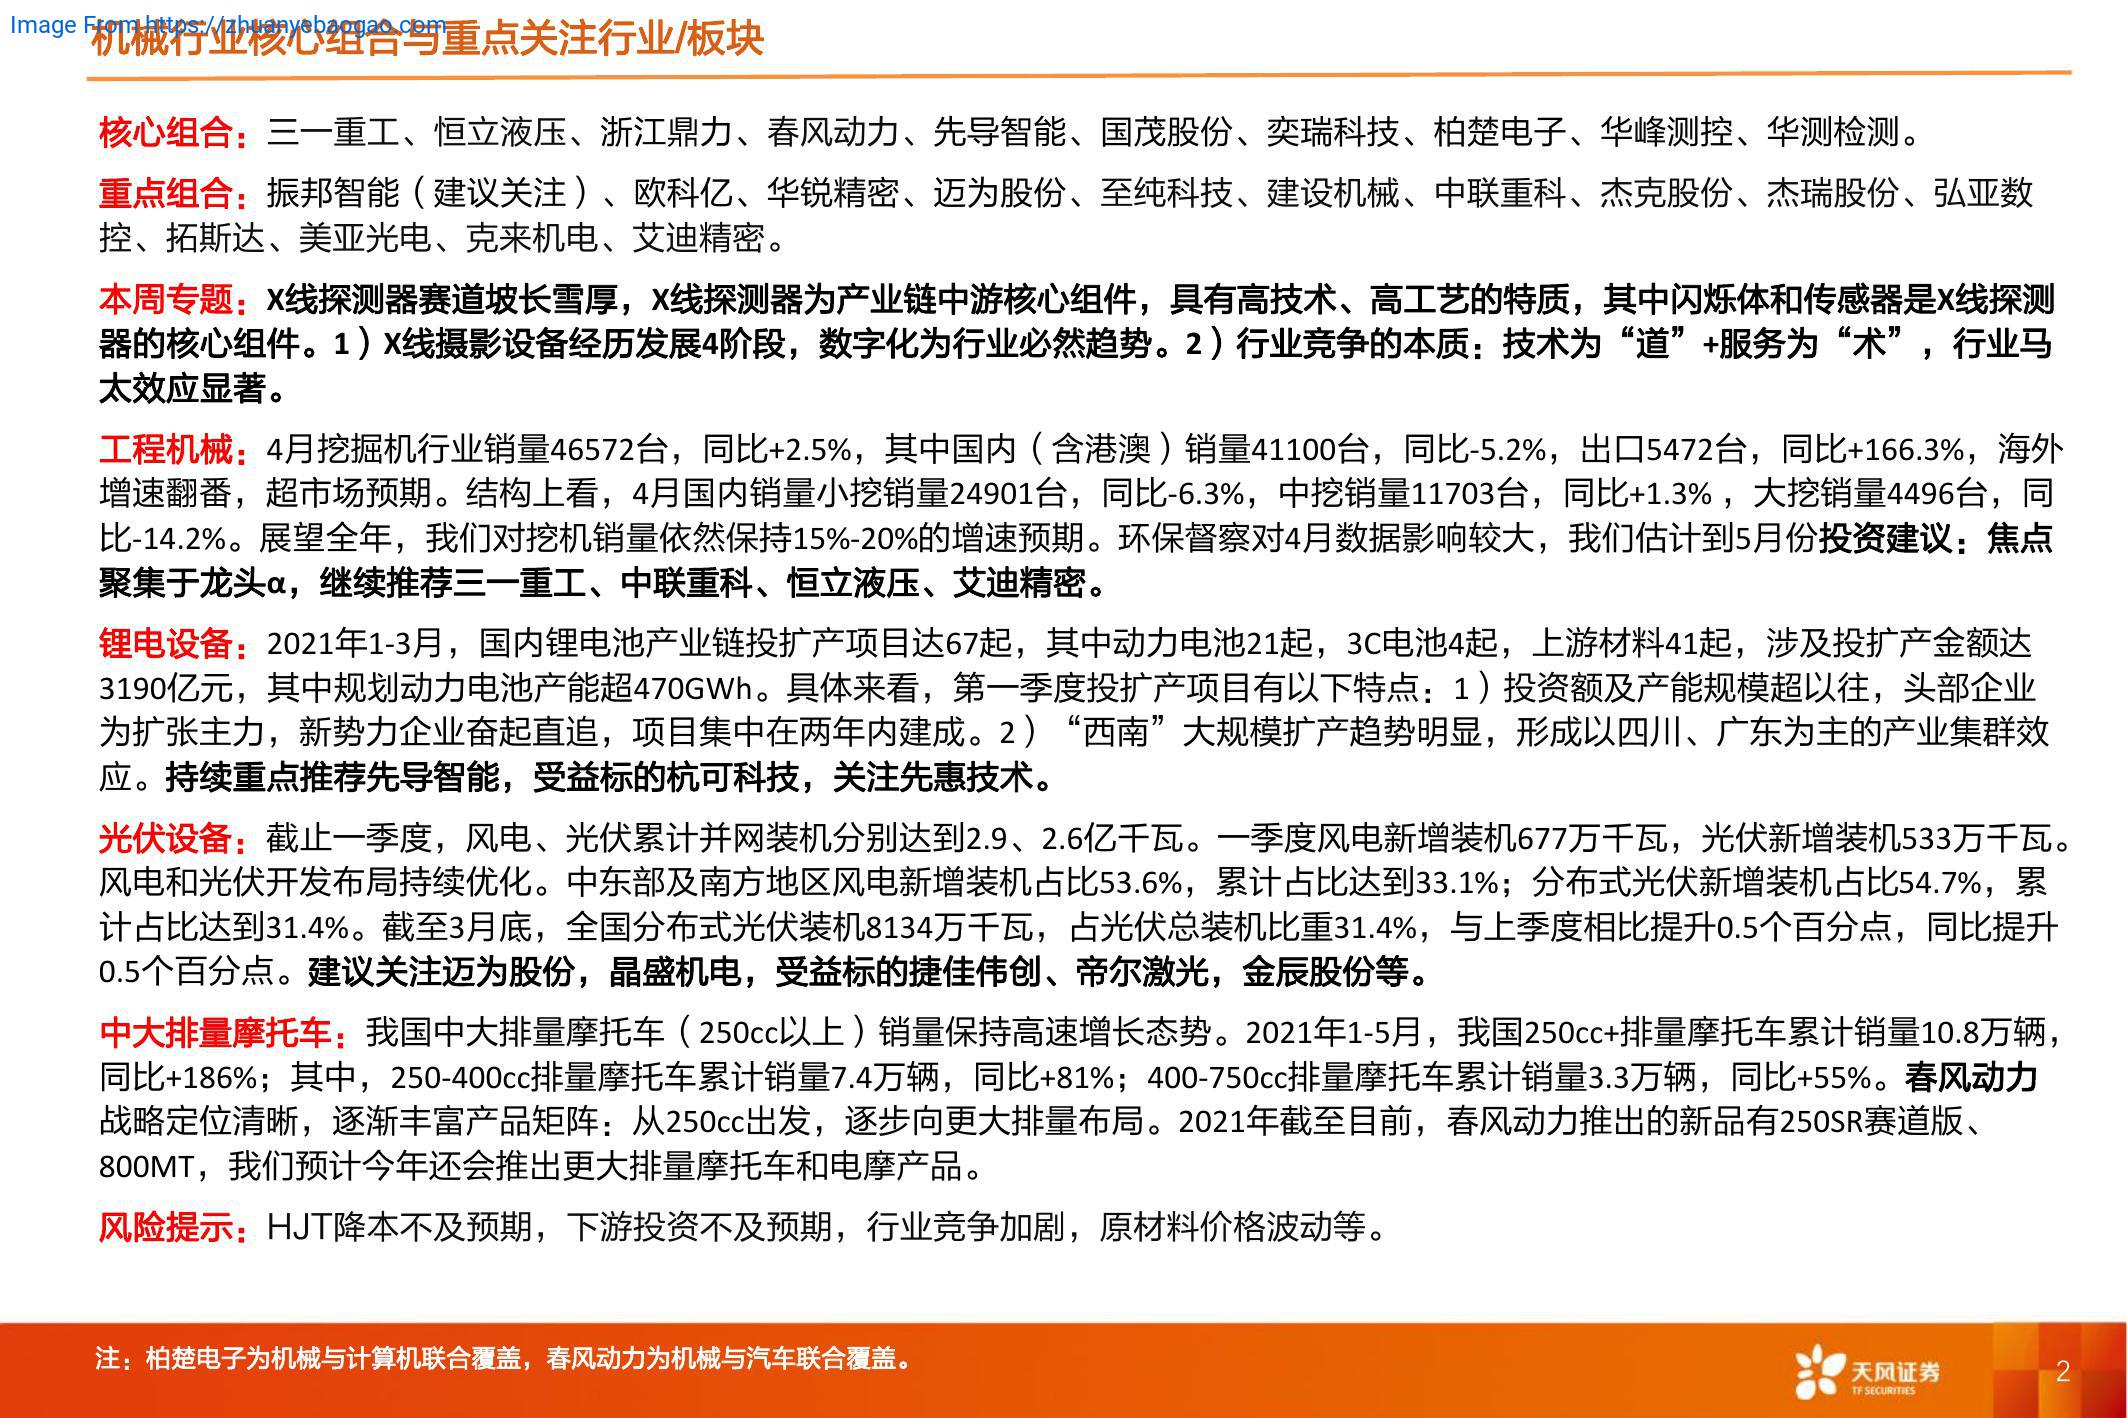 Image From https://zhuanyebaogao.com
机械行业核心组合与重点关注行业/板块
核心组合：三一重工、恒立液压、浙江鼎力、春风动力、先导智能、国茂股份、奕瑞科技、柏楚电子、华峰测控、华测检测。
重点组合：振邦智能（建议关注）、欧科亿、华锐精密、迈为股份、至纯科技、建设机械、中联重科、杰克股份、杰瑞股份、弘亚数
控、拓斯达、美亚光电、克来机电、艾迪精密。
本周专题：X线探测器赛道坡长雪厚，X线探测器为产业链中游核心组件，具有高技术、高工艺的特质，其中闪烁体和传感器是X线探测
器的核心组件。1）X线摄影设备经历发展4阶段，数字化为行业必然趋势。2）行业竞争的本质：技术为“道”+服务为“术”，行业马
太效应显著。
工程机械：4月挖掘机行业销量46572台，同比+2.5%，其中国内（含港澳）销量41100台，同比-5.2%，出口5472台，同比+166.3%，海外
增速翻番，超市场预期。结构上看，4月国内销量小挖销量24901台，同比-6.3%，中挖销量11703台，同比+1.3% ，大挖销量4496台，同
比-14.2%。展望全年，我们对挖机销量依然保持15%-20%的增速预期。环保督察对4月数据影响较大，我们估计到5月份投资建议：焦点
聚集于龙头α，继续推荐三一重工、中联重科、恒立液压、艾迪精密。
锂电设备：2021年1-3月，国内锂电池产业链投扩产项目达67起，其中动力电池21起，3C电池4起，上游材料41起，涉及投扩产金额达
3190亿元，其中规划动力电池产能超470GWh。具体来看，第一季度投扩产项目有以下特点：1）投资额及产能规模超以往，头部企业
为扩张主力，新势力企业奋起直追，项目集中在两年内建成。2）“西南”大规模扩产趋势明显，形成以四川、广东为主的产业集群效
应。持续重点推荐先导智能，受益标的杭可科技，关注先惠技术。
光伏设备：截止一季度，风电、光伏累计并网装机分别达到2.9、2.6亿千瓦。一季度风电新增装机677万千瓦，光伏新增装机533万千瓦。
风电和光伏开发布局持续优化。中东部及南方地区风电新增装机占比53.6%，累计占比达到33.1%；分布式光伏新增装机占比54.7%，累
计占比达到31.4%。截至3月底，全国分布式光伏装机8134万千瓦，占光伏总装机比重31.4%，与上季度相比提升0.5个百分点，同比提升
0.5个百分点。建议关注迈为股份，晶盛机电，受益标的捷佳伟创、帝尔激光，金辰股份等。
中大排量摩托车：我国中大排量摩托车（250cc以上）销量保持高速增长态势。2021年1-5月，我国250cc+排量摩托车累计销量10.8万辆，
同比+186%；其中，250-400cc排量摩托车累计销量7.4万辆，同比+81%；400-750cc排量摩托车累计销量3.3万辆，同比+55%。春风动力
战略定位清晰，逐渐丰富产品矩阵：从250cc出发，逐步向更大排量布局。2021年截至目前，春风动力推出的新品有250SR赛道版、
800MT，我们预计今年还会推出更大排量摩托车和电摩产品。
风险提示：HJT降本不及预期，下游投资不及预期，行业竞争加剧，原材料价格波动等。
注：柏楚电子为机械与计算机联合覆盖，春风动力为机械与汽车联合覆盖。
天风证券
TF SECURITIES
2